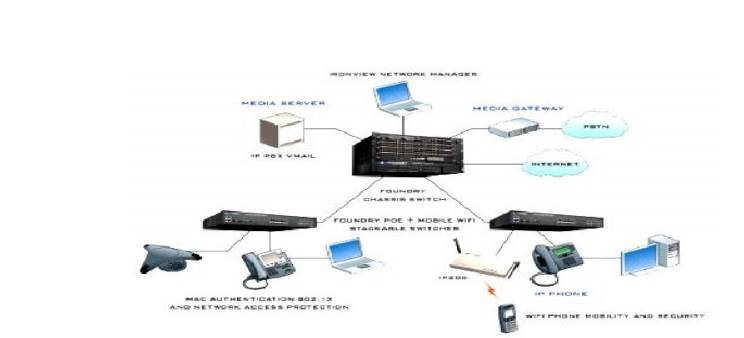 IRONVIEW NETWORK MANAGER
MEDIA SERVER
MEDIA GATEWAY
PSTN
IP PBX VMAIL
INTERNET
FOUNDRY
CHASSIS SWITCH
FOUNDRY POE + MOBILE WIFI
STACKABLE SWITCHES
IP200
IP PHONE
MAC AUTHENTICATION 802.1X
AND NETWORK ACCESS PROTECTION
WIFI PHONE MOBILITY AND SECURITY